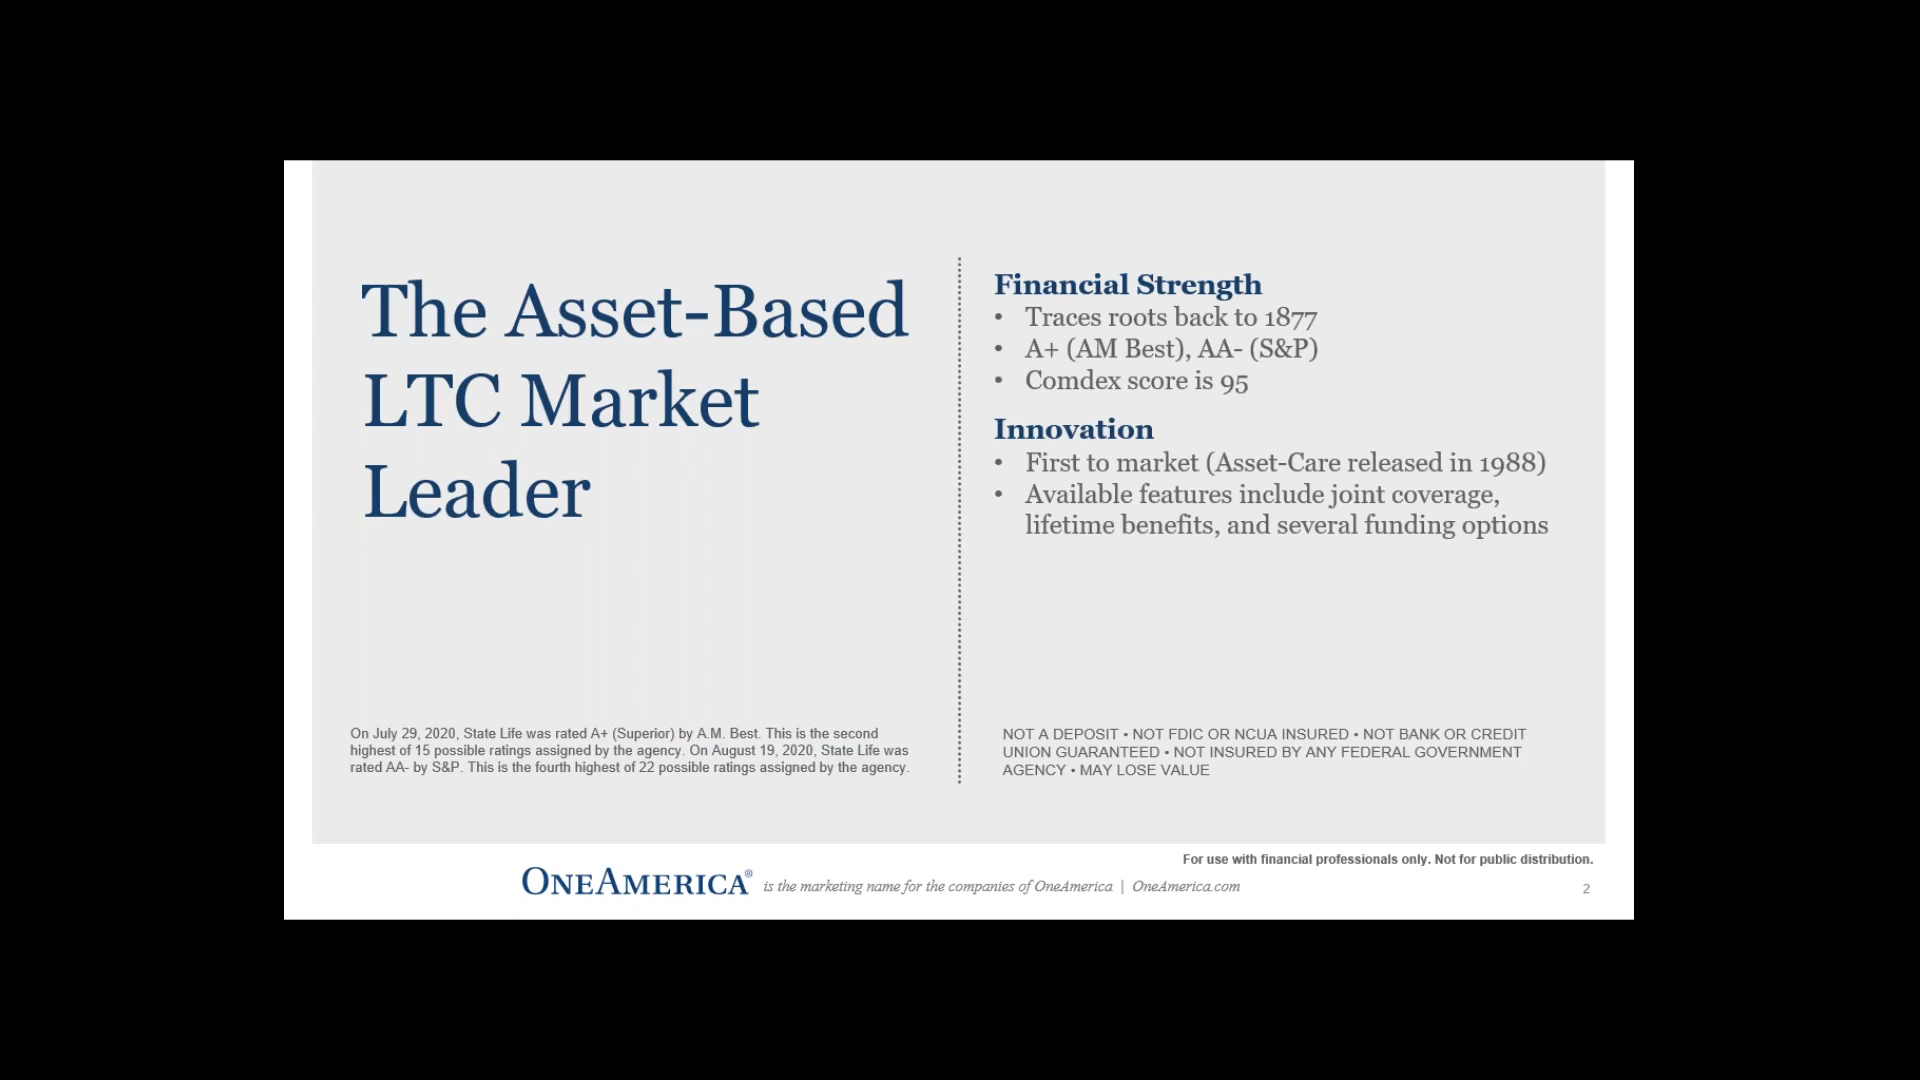 The Asset-Based
LTC Market
Leader
Financial Strength
• Traces roots back to 1877
• A+ (AM Best), AA- (S&P)
• Comdex score is 95
Innovation
• First to market (Asset-Care released in 1988)
• Available features include joint coverage,
lifetime benefits, and several funding options
On July 29, 2020, State Life was rated A+ (Superior) by A.M. Best. This is the second
highest of 15 possible ratings assigned by the agency. On August 19, 2020, State Life was
rated AA- by S&P. This is the fourth highest of 22 possible ratings assigned by the agency.
NOT A DEPOSIT • NOT FDIC OR NCUA INSURED • NOT BANK OR CREDIT
UNION GUARANTEED • NOT INSURED BY ANY FEDERAL GOVERNMENT
AGENCY • MAY LOSE VALUE
For use with financial professionals only. Not for public distribution.
ONEAMERICA® is the marketing name for the companies of OneAmerica | OneAmerica.com
2